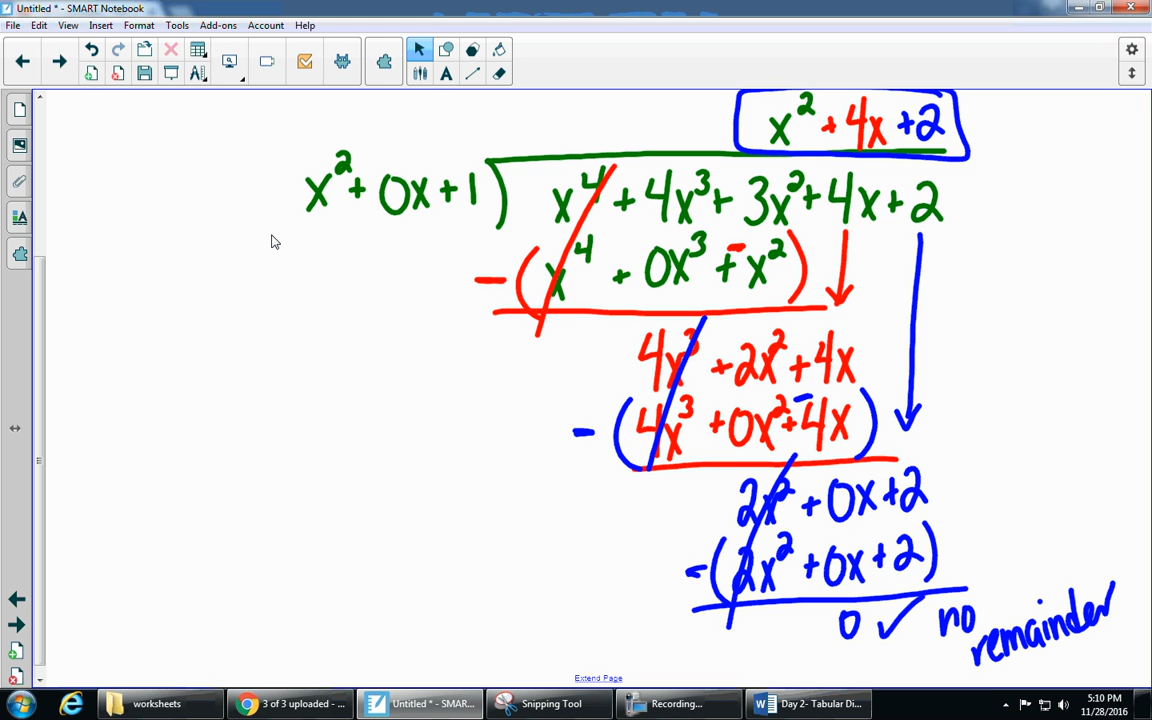 Untitled * - SMART Notebook
File Edit View Insert Format Tools Add-ons Account Help
x² + 4x + 2
x² + 0x + 1 ) x⁴ + 4x³ + 3x² + 4x + 2
- ( x⁴ + 0x³ + x² )
4x³ + 2x² + 4x
- ( 4x³ + 0x² + 4x )
2x² + 0x + 2
- ( 2x² + 0x + 2 )
0 ✓ no remainder
Extend Page
worksheets 3 of 3 uploaded - ... Untitled * - SMAR... Snipping Tool Recording... Day 2- Tabular Di...
5:10 PM
11/28/2016